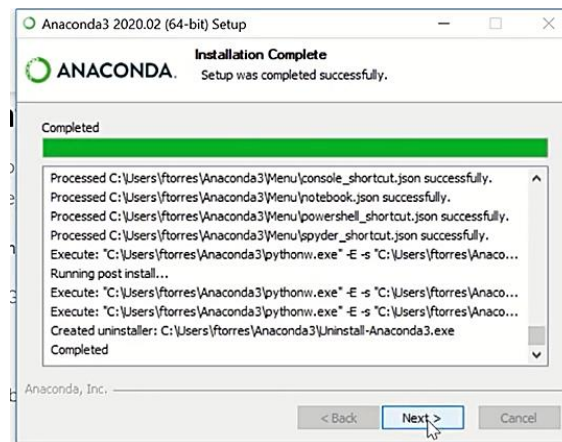 Anaconda3 2020.02 (64-bit) Setup
ANACONDA.
Installation Complete
Setup was completed successfully.
Completed
Processed C:\Users\ftorres\Anaconda3\Menu\console_shortcut.json successfully.
Processed C:\Users\ftorres\Anaconda3\Menu\notebook.json successfully.
Processed C:\Users\ftorres\Anaconda3\Menu\powershell_shortcut.json successfully.
Processed C:\Users\ftorres\Anaconda3\Menu\spyder_shortcut.json successfully.
Execute: "C:\Users\ftorres\Anaconda3\pythonw.exe" -E -s "C:\Users\ftorres\Anaco...
Running post install...
Execute: "C:\Users\ftorres\Anaconda3\pythonw.exe" -E -s "C:\Users\ftorres\Anaco...
Execute: "C:\Users\ftorres\Anaconda3\pythonw.exe" -E -s "C:\Users\ftorres\Anaco...
Created uninstaller: C:\Users\ftorres\Anaconda3\Uninstall-Anaconda3.exe
Completed
Anaconda, Inc.
< Back Next > Cancel